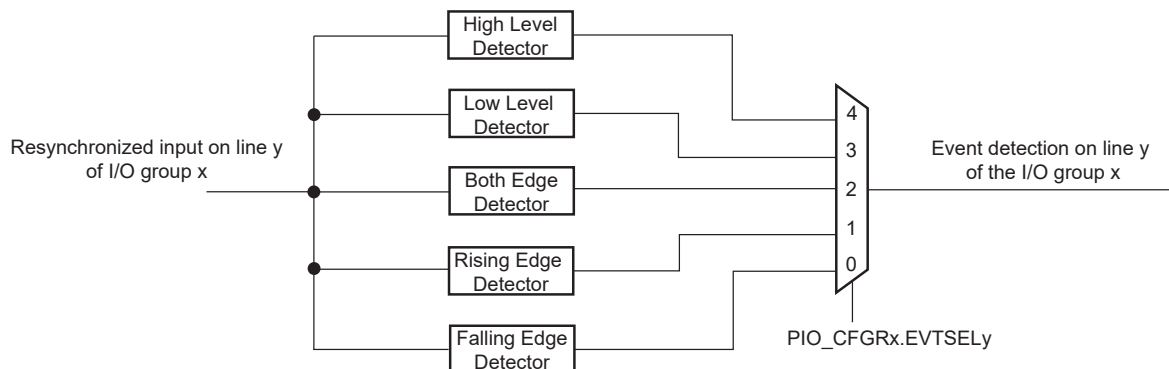 High Level
Detector
Low Level
Detector
Resynchronized input on line y
of I/O group x
Both Edge
Detector
Rising Edge
Detector
Falling Edge
Detector
4
3
2
1
0
Event detection on line y
of the I/O group x
PIO_CFGRx.EVTSELy